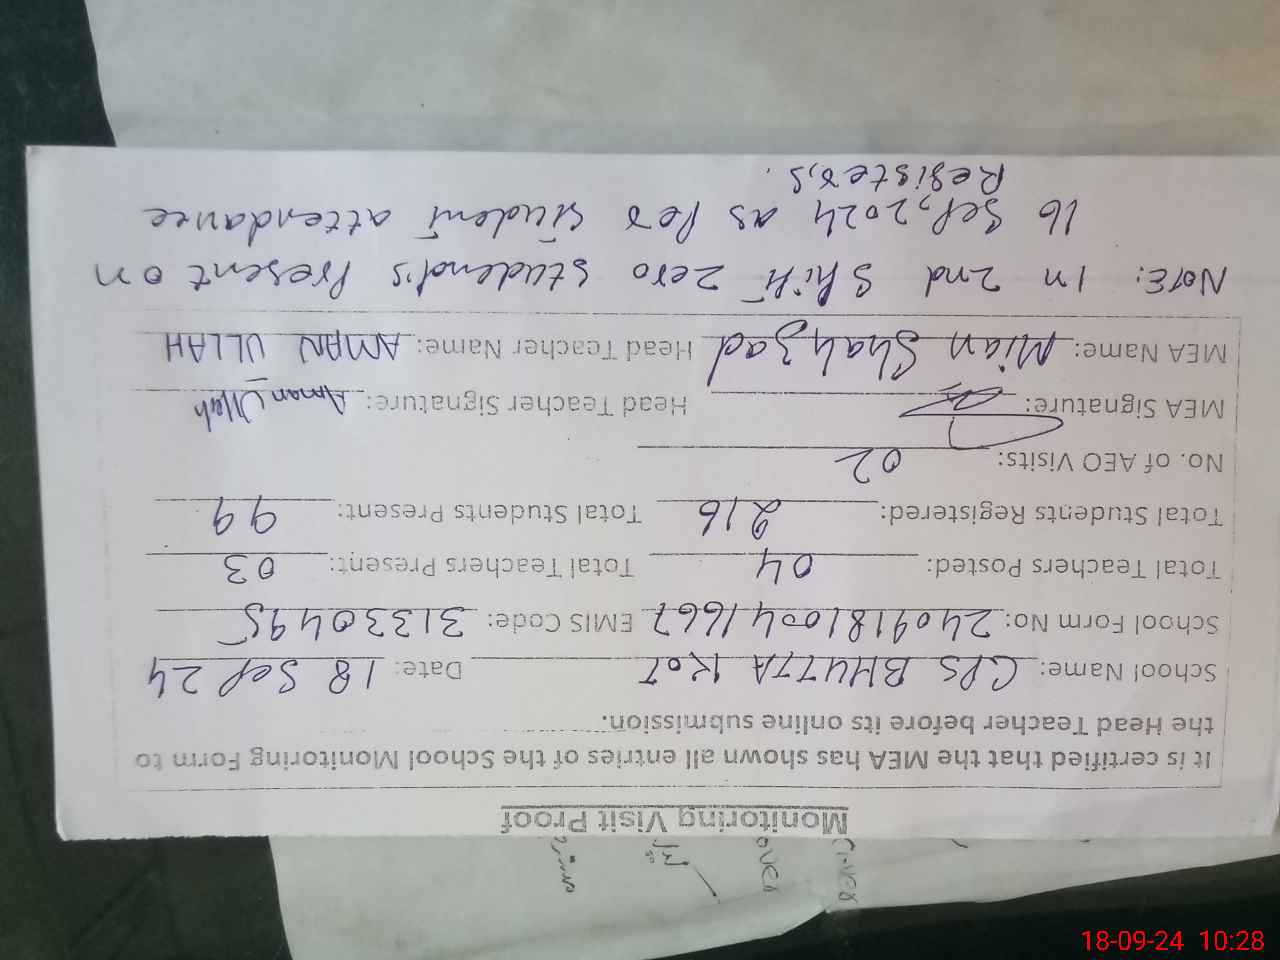 Monitoring Visit Proof
It is certified that the MEA has shown all entries of the School Monitoring Form to
the Head Teacher before its online submission.
School Name: GPS BHUTTA KOT Date: 18 Sep 24
School Form No: 240918100041667 EMIS Code: 31330495
Total Teachers Posted: 04 Total Teachers Present: 03
Total Students Registered: 216 Total Students Present: 99
No. of AEO Visits: 02
MEA Signature: Head Teacher Signature: Aman Ullah
MEA Name: Mian Shahzad Head Teacher Name: AMAN ULLAH
NOTE: In 2nd Shift zero students Present on
16 Sep, 2024 as Per Student attendance
Register,s.
18-09-24 10:28